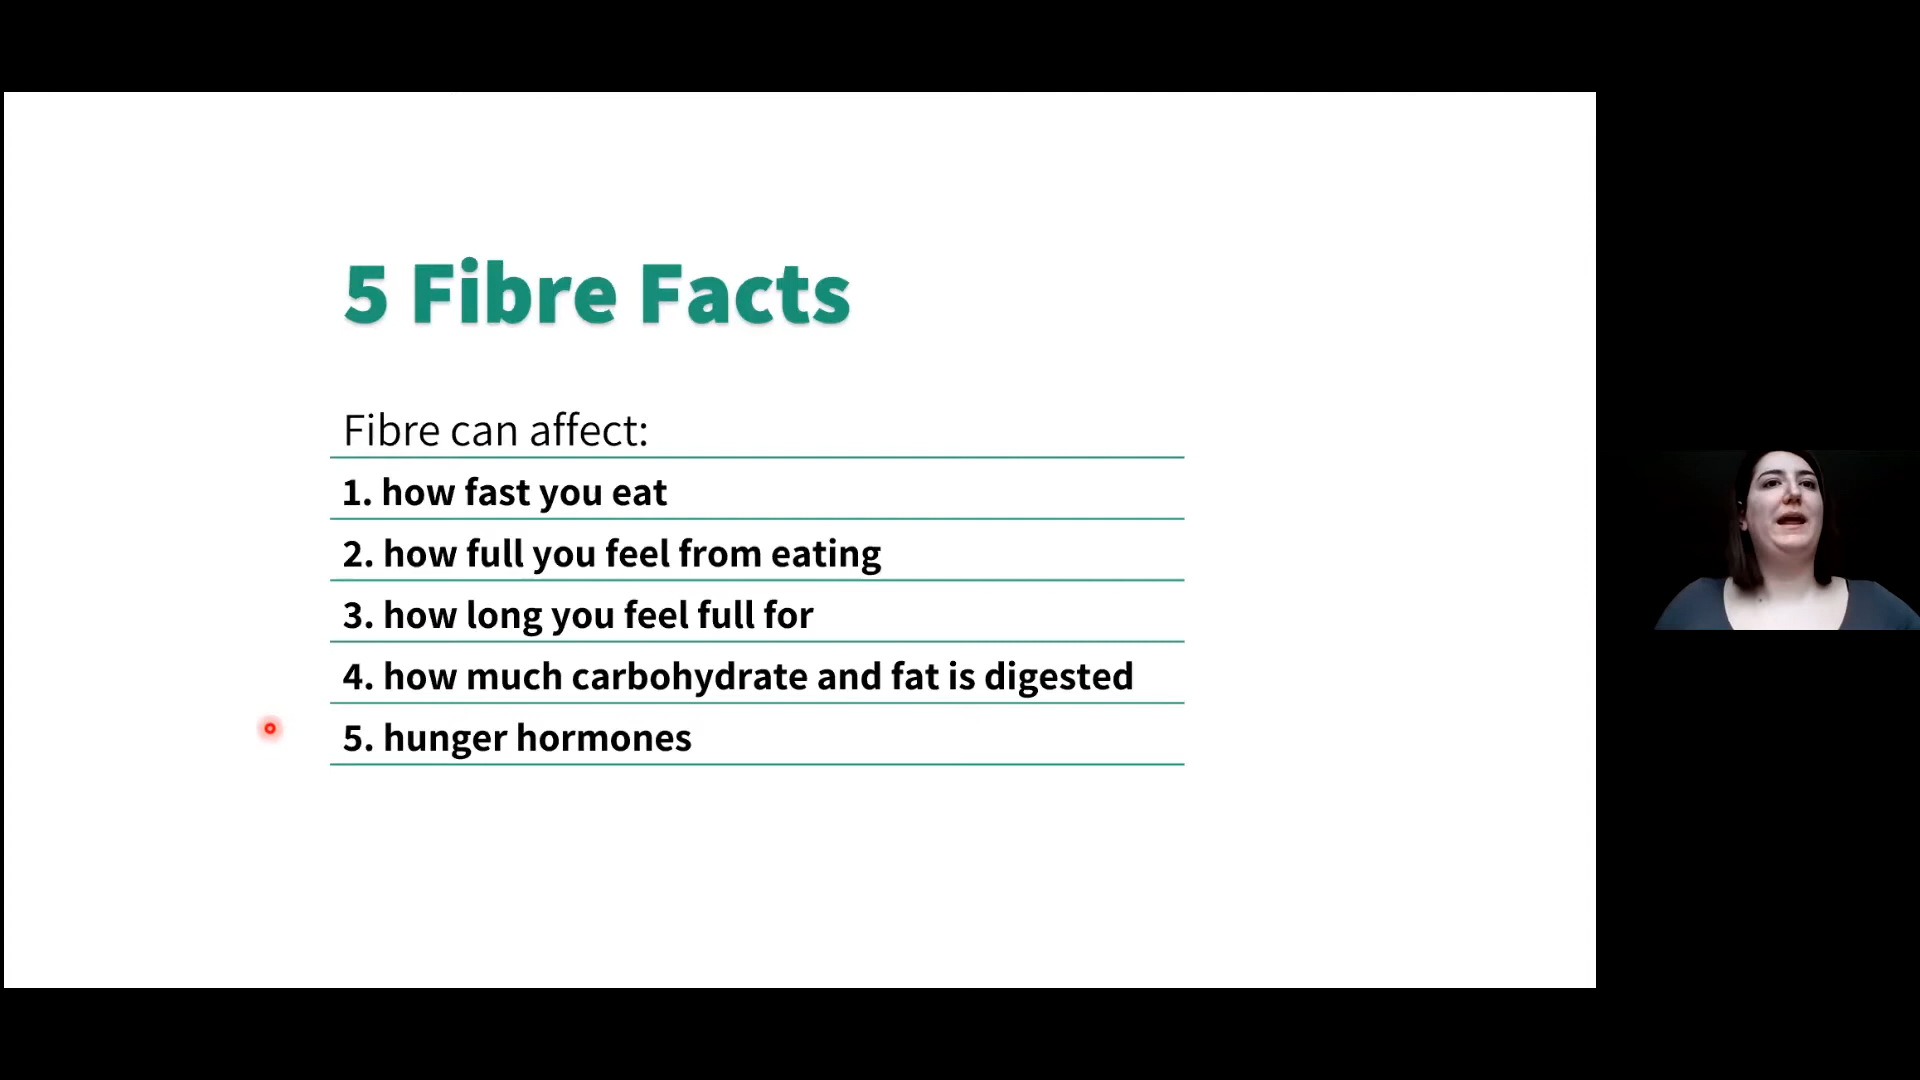 5 Fibre Facts
Fibre can affect:
1. how fast you eat
2. how full you feel from eating
3. how long you feel full for
4. how much carbohydrate and fat is digested
5. hunger hormones